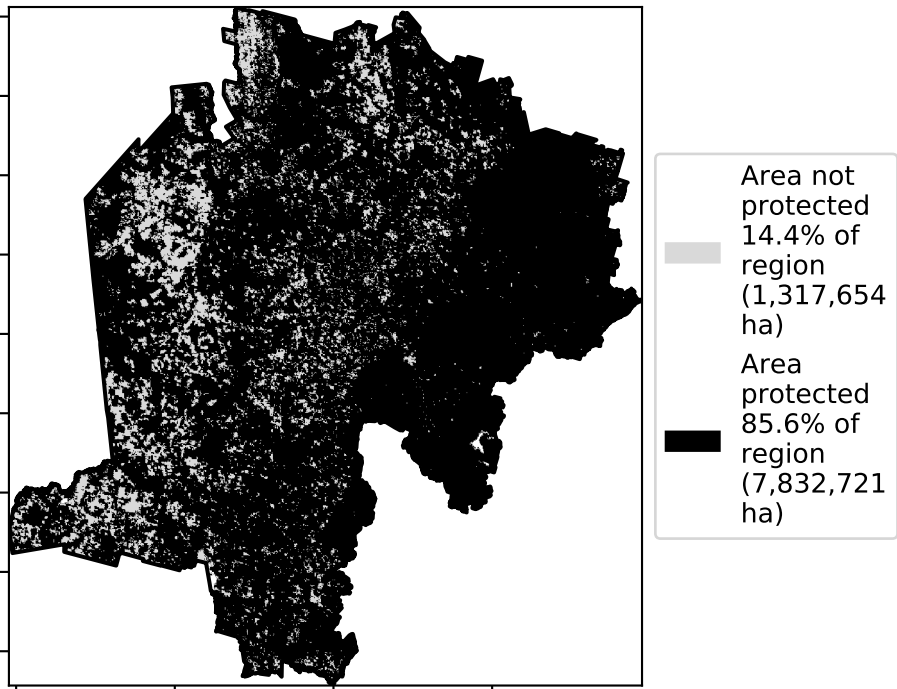 Area not
protected
14.4% of
region
(1,317,654
ha)
Area
protected
85.6% of
region
(7,832,721
ha)